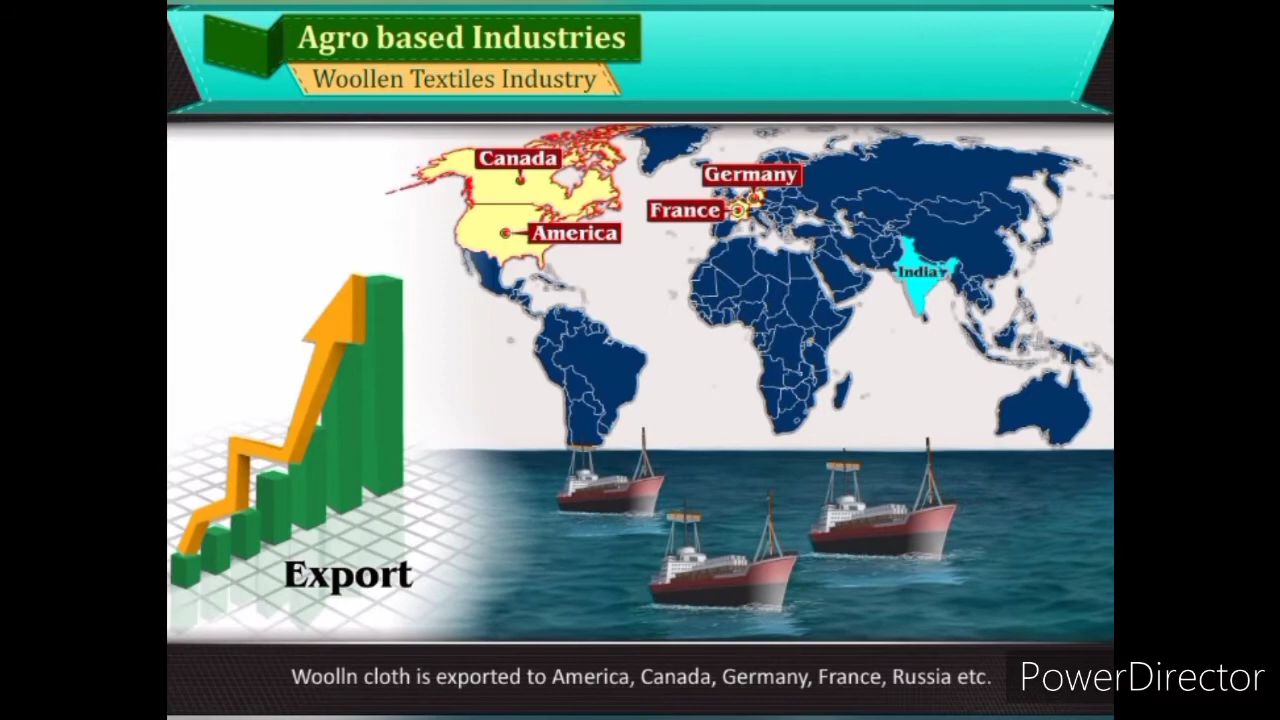 Agro based Industries
Woollen Textiles Industry
Canada
Germany
France
America
India
Export
Woolln cloth is exported to America, Canada, Germany, France, Russia etc.
PowerDirector